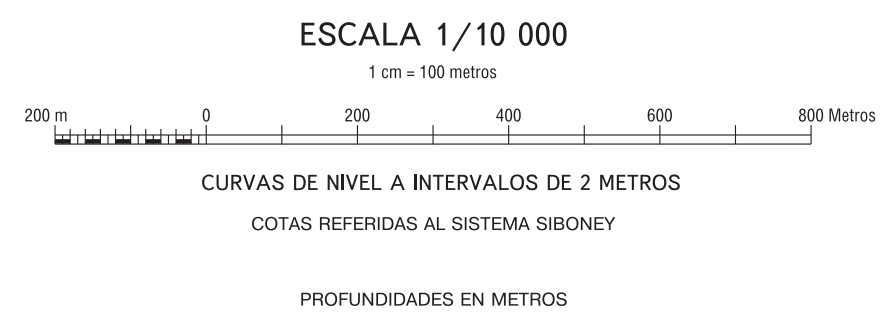 ESCALA 1/10 000
1 cm = 100 metros
200 m 0 200 400 600 800 Metros
CURVAS DE NIVEL A INTERVALOS DE 2 METROS
COTAS REFERIDAS AL SISTEMA SIBONEY
PROFUNDIDADES EN METROS